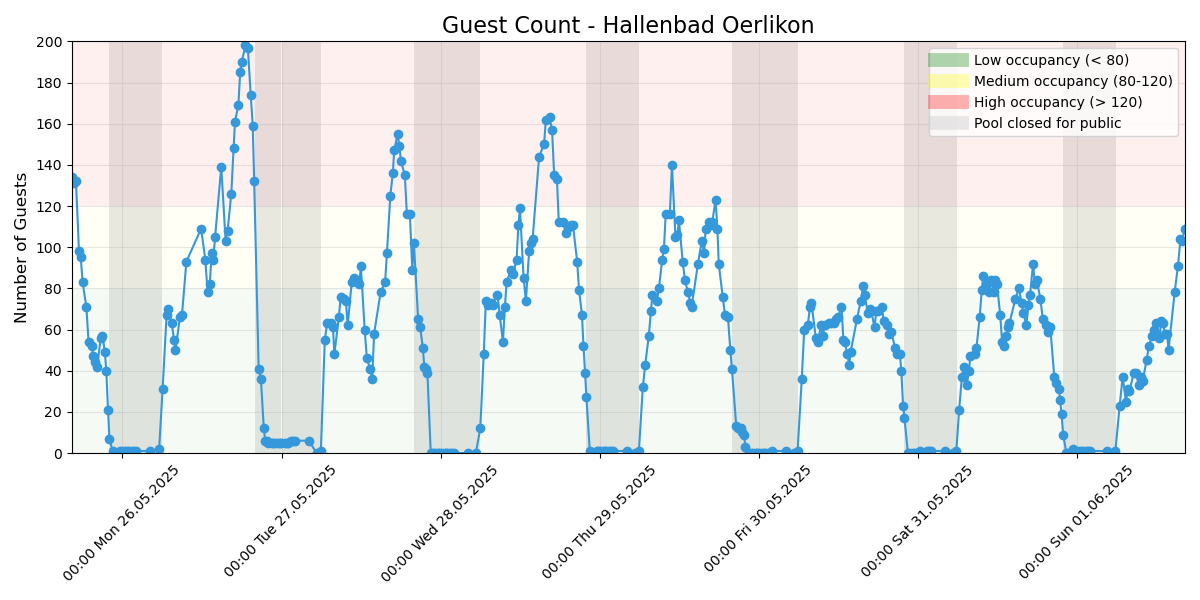 Guest Count - Hallenbad Oerlikon
Number of Guests
200
180
160
140
120
100
80
60
40
20
0
Low occupancy (< 80)
Medium occupancy (80-120)
High occupancy (> 120)
Pool closed for public
00:00 Mon 26.05.2025
00:00 Tue 27.05.2025
00:00 Wed 28.05.2025
00:00 Thu 29.05.2025
00:00 Fri 30.05.2025
00:00 Sat 31.05.2025
00:00 Sun 01.06.2025